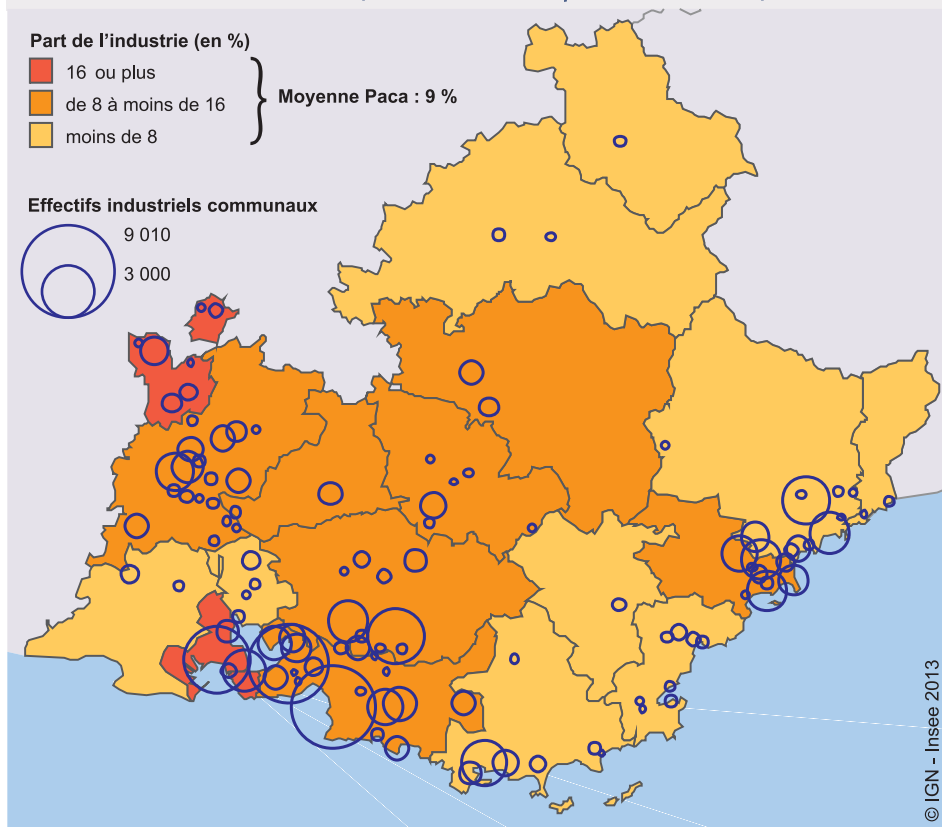 Part de l’industrie (en %)
16 ou plus
de 8 à moins de 16
moins de 8
Moyenne Paca : 9 %
Effectifs industriels communaux
9 010
3 000
© IGN - Insee 2013